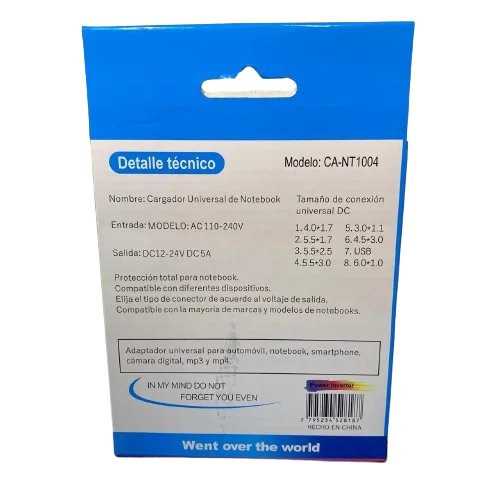 Detalle técnico
Modelo: CA-NT1004
Nombre: Cargador Universal de Notebook
Entrada: MODELO: AC110-240V
Salida: DC12-24V DC5A
Tamaño de conexión
universal DC
1.4.0*1.7 5.3.0*1.1
2.5.5*1.7 6.4.5*3.0
3.5.5*2.5 7. USB
4.5.5*3.0 8. 6.0*1.0
Protección total para notebook.
Compatible con diferentes dispositivos.
Elija el tipo de conector de acuerdo al voltaje de salida.
Compatible con la mayoría de marcas y modelos de notebooks.
Adaptador universal para automóvil, notebook, smartphone,
cámara digital, mp3 y mp4.
IN MY MIND DO NOT
FORGET YOU EVEN
Power Inverter
7 795234 528187
HECHO EN CHINA
Went over the world